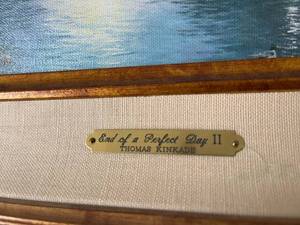 End of a Perfect Day II
THOMAS KINKADE